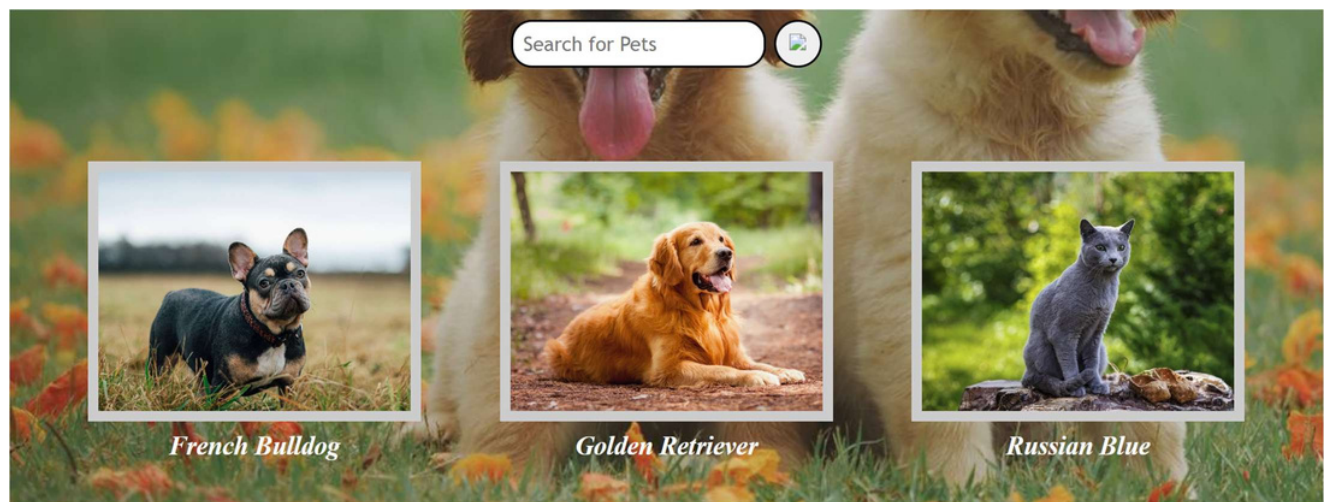 Search for Pets
French Bulldog
Golden Retriever
Russian Blue